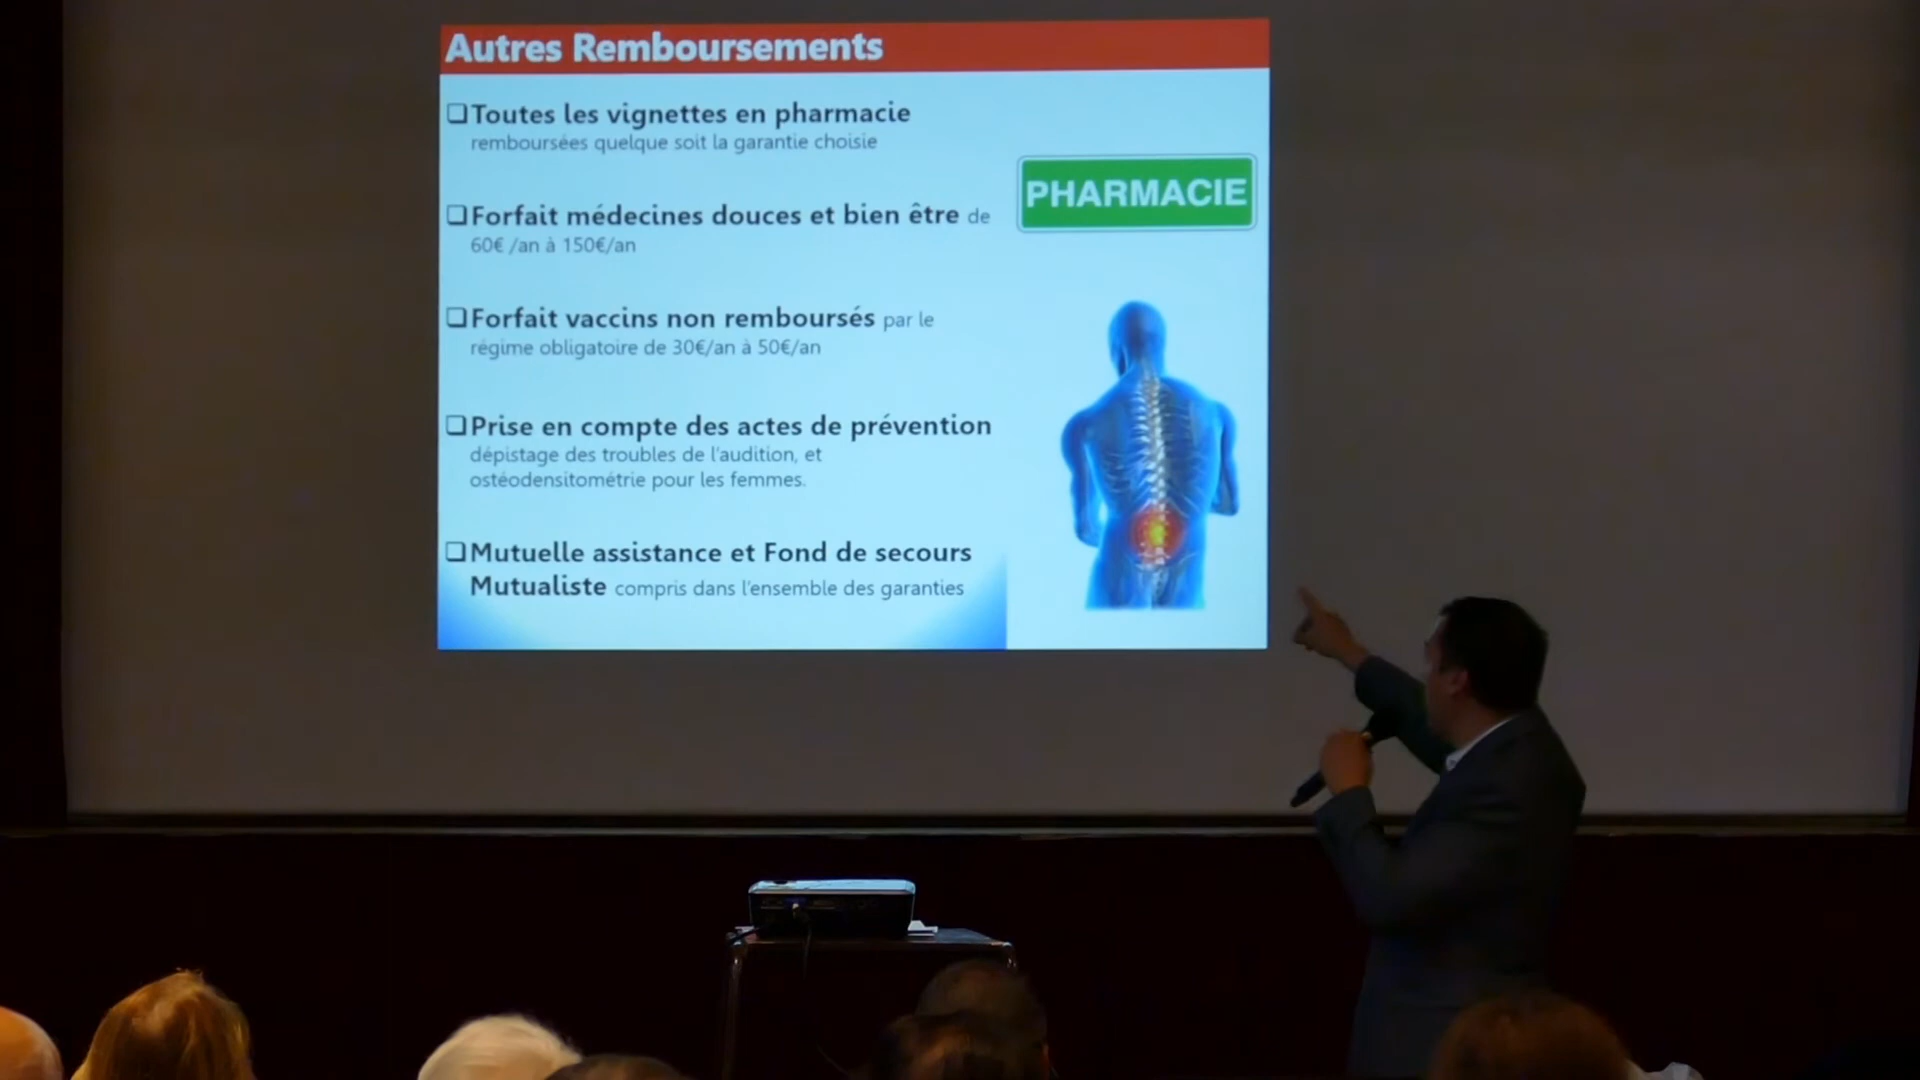 Autres Remboursements
❑Toutes les vignettes en pharmacie
remboursées quelque soit la garantie choisie
PHARMACIE
❑Forfait médecines douces et bien être de
60€ /an à 150€/an
❑Forfait vaccins non remboursés par le
régime obligatoire de 30€/an à 50€/an
❑Prise en compte des actes de prévention
dépistage des troubles de l'audition, et
ostéodensitométrie pour les femmes.
❑Mutuelle assistance et Fond de secours
Mutualiste compris dans l'ensemble des garanties